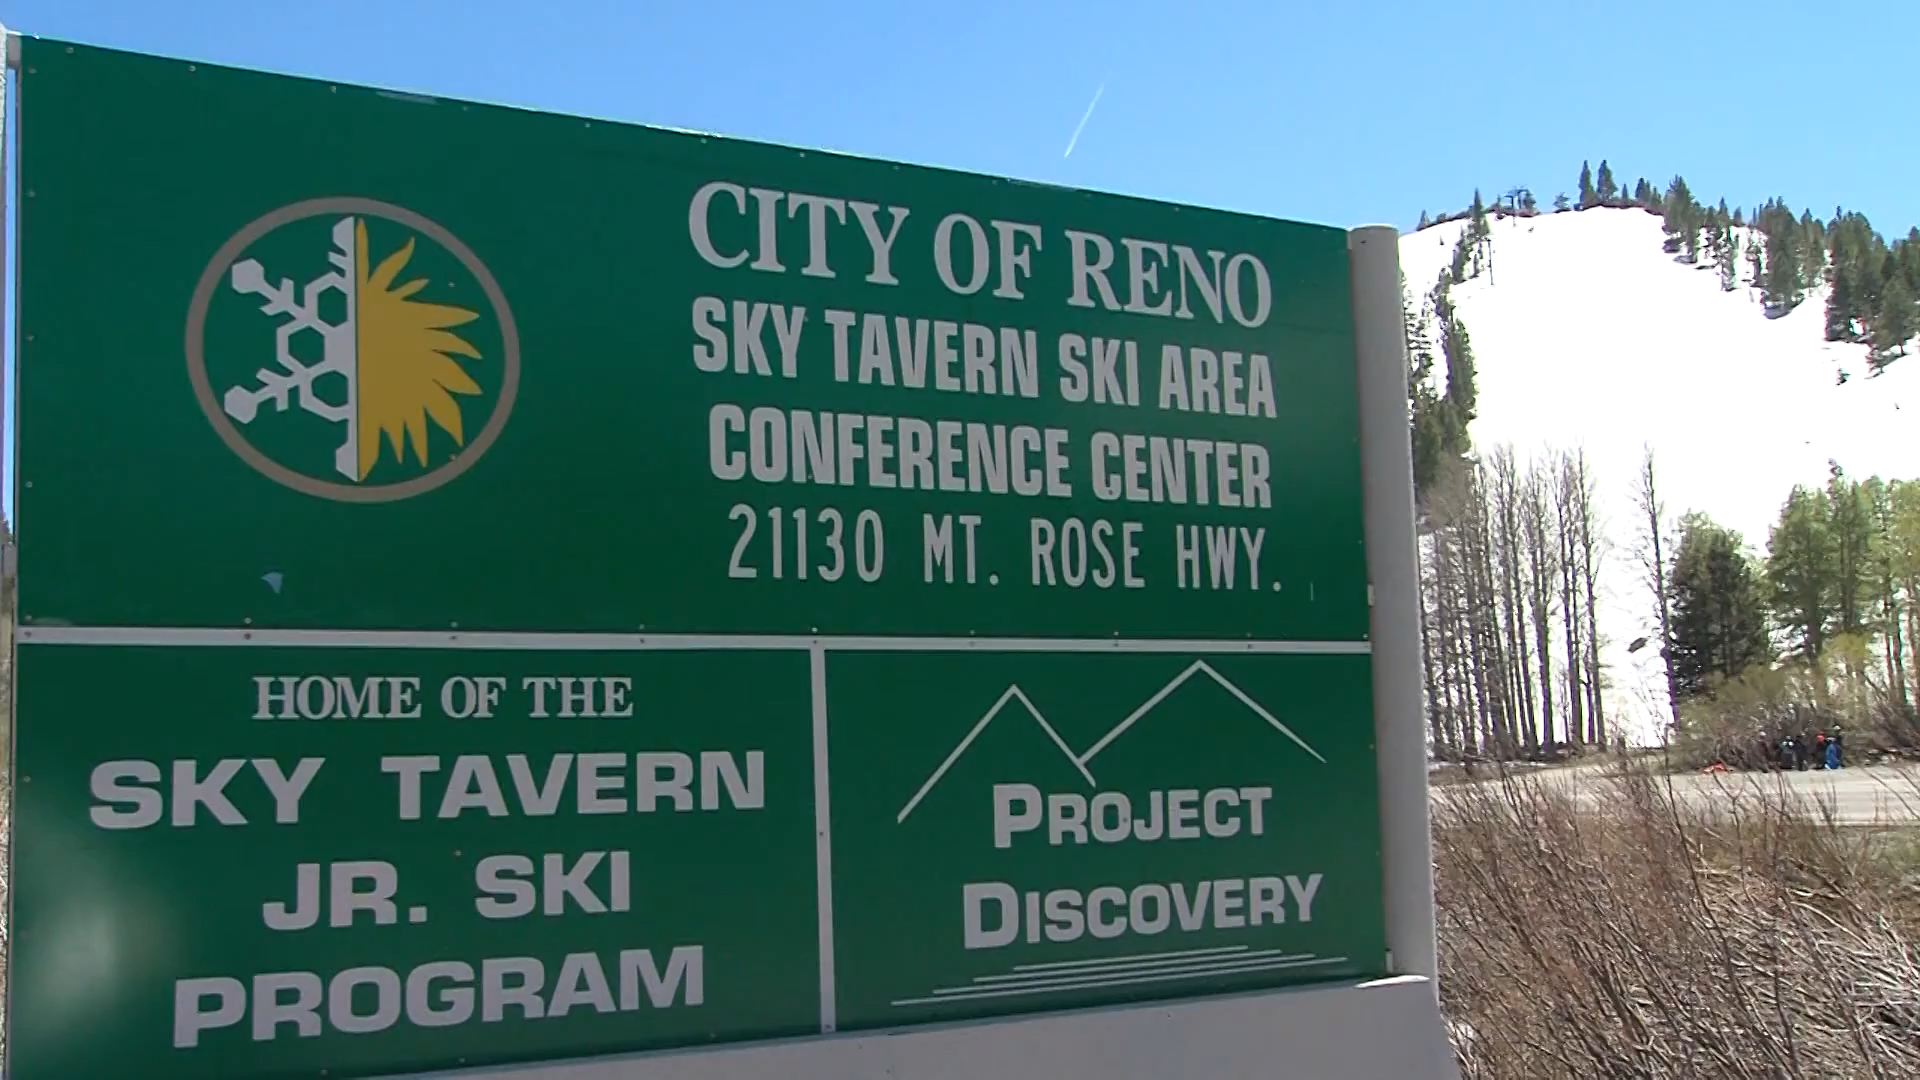 CITY OF RENO
SKY TAVERN SKI AREA
CONFERENCE CENTER
21130 MT. ROSE HWY.
HOME OF THE
SKY TAVERN
JR. SKI
PROGRAM
PROJECT
DISCOVERY